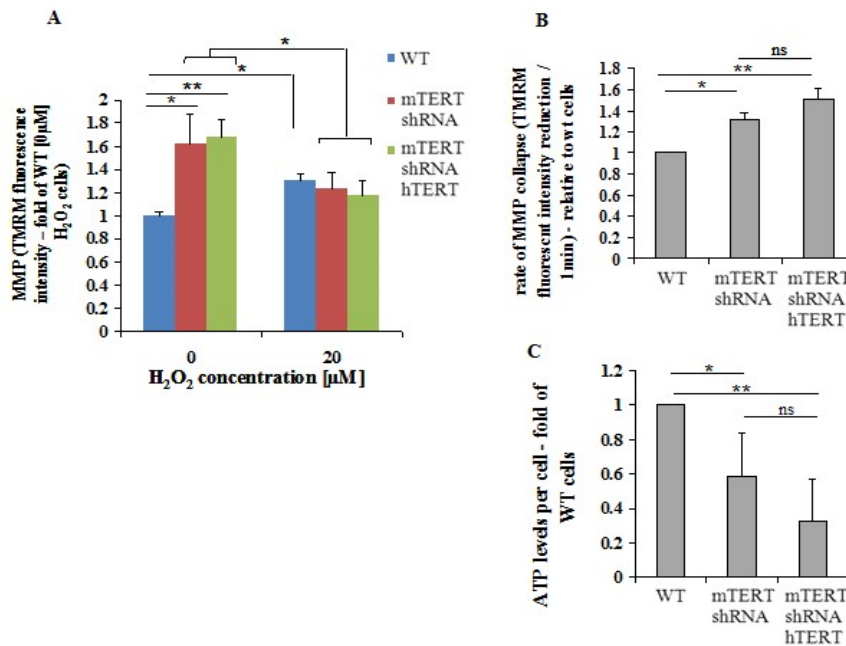 A
WT
mTERT
shRNA
mTERT
shRNA
hTERT
*
*
**
*
MMP (TMRM fluorescence
intensity – fold of WT [0µM]
H₂O₂ cells)
2
1.8
1.6
1.4
1.2
1
0.8
0.6
0.4
0.2
0
0
20
H₂O₂ concentration [µM]
B
rate of MMP collapse (TMRM
fluorescent intensity reduction /
1min) - relative to wt cells
1.8
1.6
1.4
1.2
1
0.8
0.6
0.4
0.2
0
ns
**
*
WT
mTERT
shRNA
mTERT
shRNA
hTERT
C
ATP levels per cell - fold of
WT cells
1.2
1
0.8
0.6
0.4
0.2
0
*
**
ns
WT
mTERT
shRNA
mTERT
shRNA
hTERT